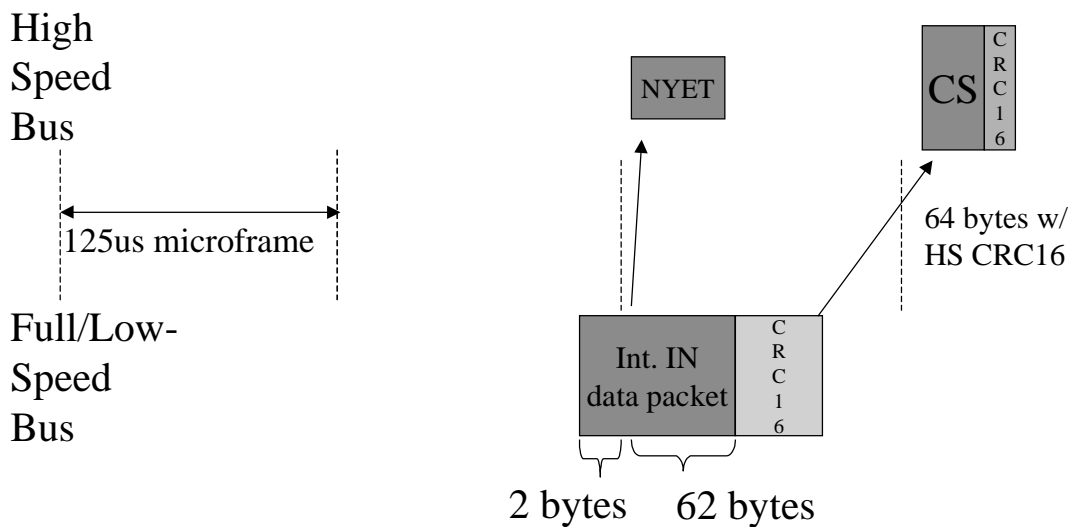 High
Speed
Bus
NYET
CS
C
R
C
1
6
125us microframe
64 bytes w/
HS CRC16
Full/Low-
Speed
Bus
Int. IN
data packet
C
R
C
1
6
2 bytes
62 bytes